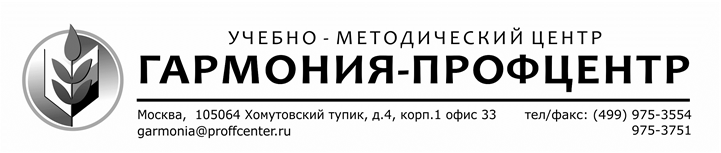 УЧЕБНО - МЕТОДИЧЕСКИЙ ЦЕНТР
ГАРМОНИЯ-ПРОФЦЕНТР
Москва, 105064 Хомутовский тупик, д.4, корп.1 офис 33 тел/факс: (499) 975-3554
garmonia@proffcenter.ru 975-3751